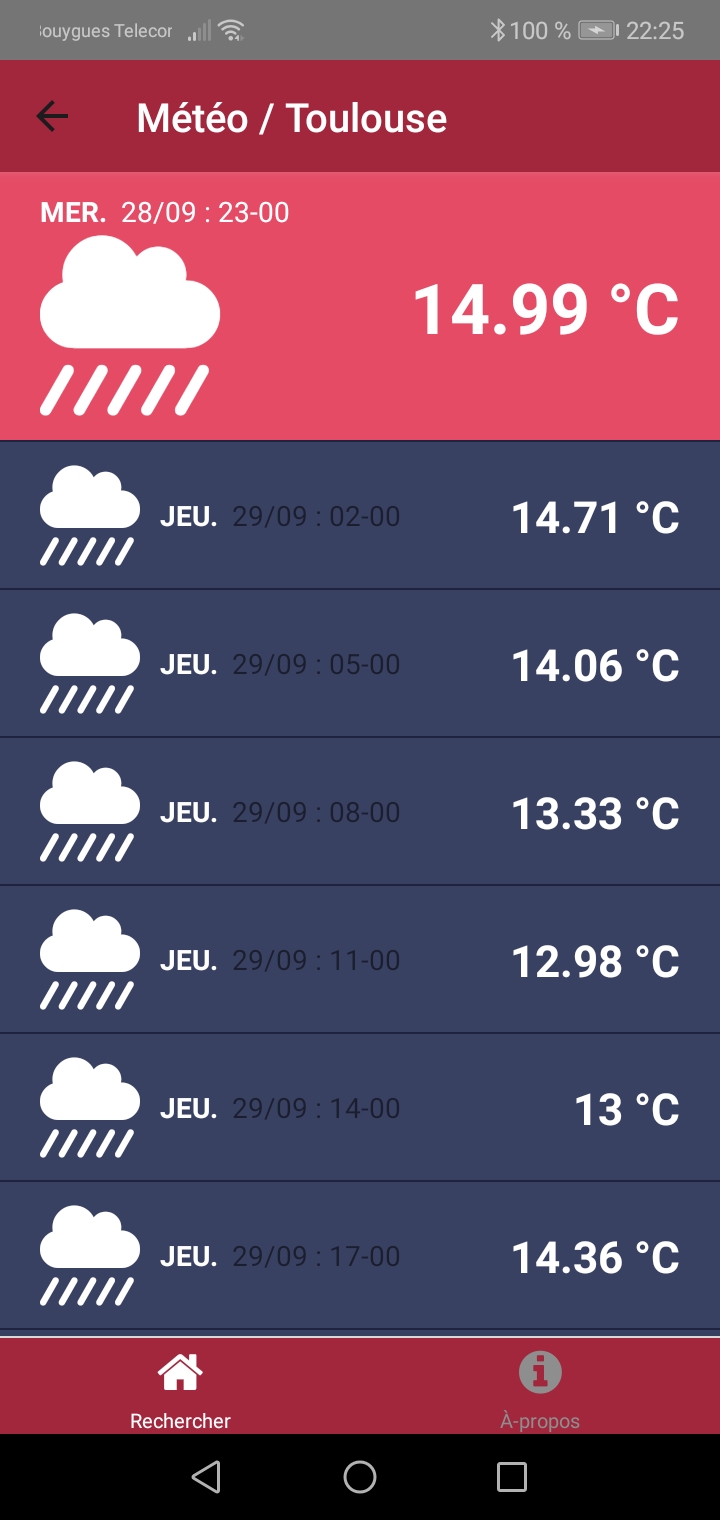 100 % 22:25
Météo / Toulouse
MER. 28/09 : 23-00
14.99 °C
JEU. 29/09 : 02-00 14.71 °C
JEU. 29/09 : 05-00 14.06 °C
JEU. 29/09 : 08-00 13.33 °C
JEU. 29/09 : 11-00 12.98 °C
JEU. 29/09 : 14-00 13 °C
JEU. 29/09 : 17-00 14.36 °C
Rechercher À-propos